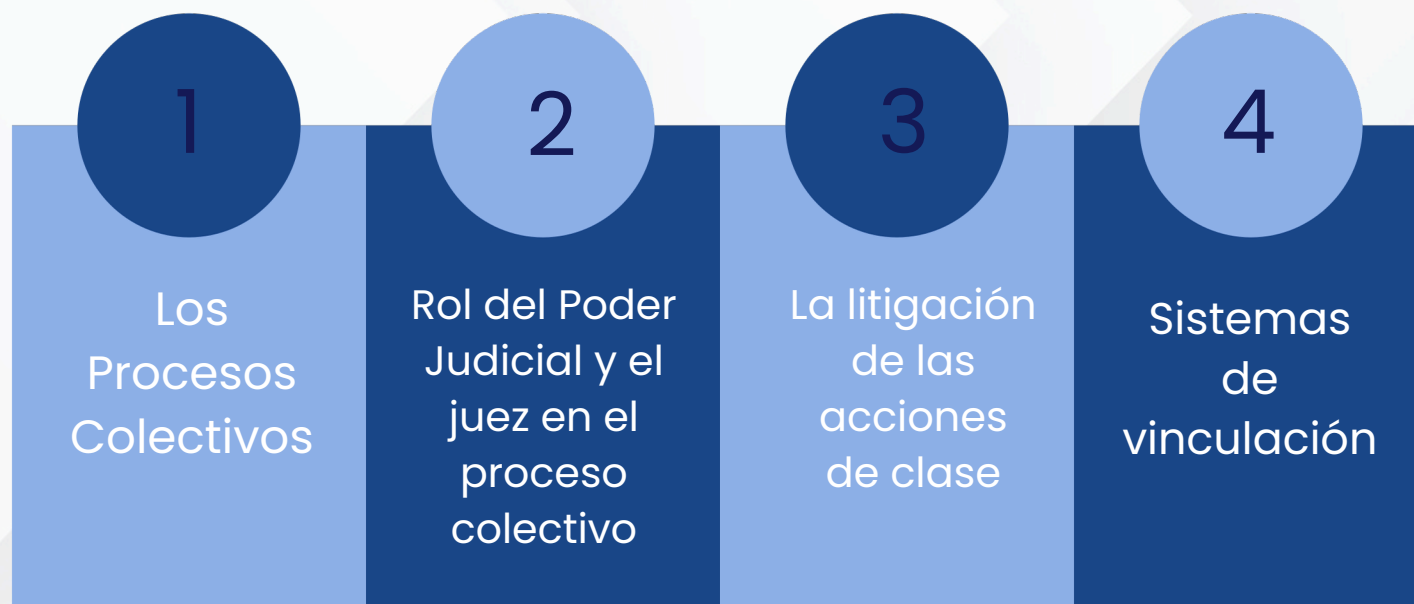 1
Los
Procesos
Colectivos
2
Rol del Poder
Judicial y el
juez en el
proceso
colectivo
3
La litigación
de las
acciones
de clase
4
Sistemas
de
vinculación